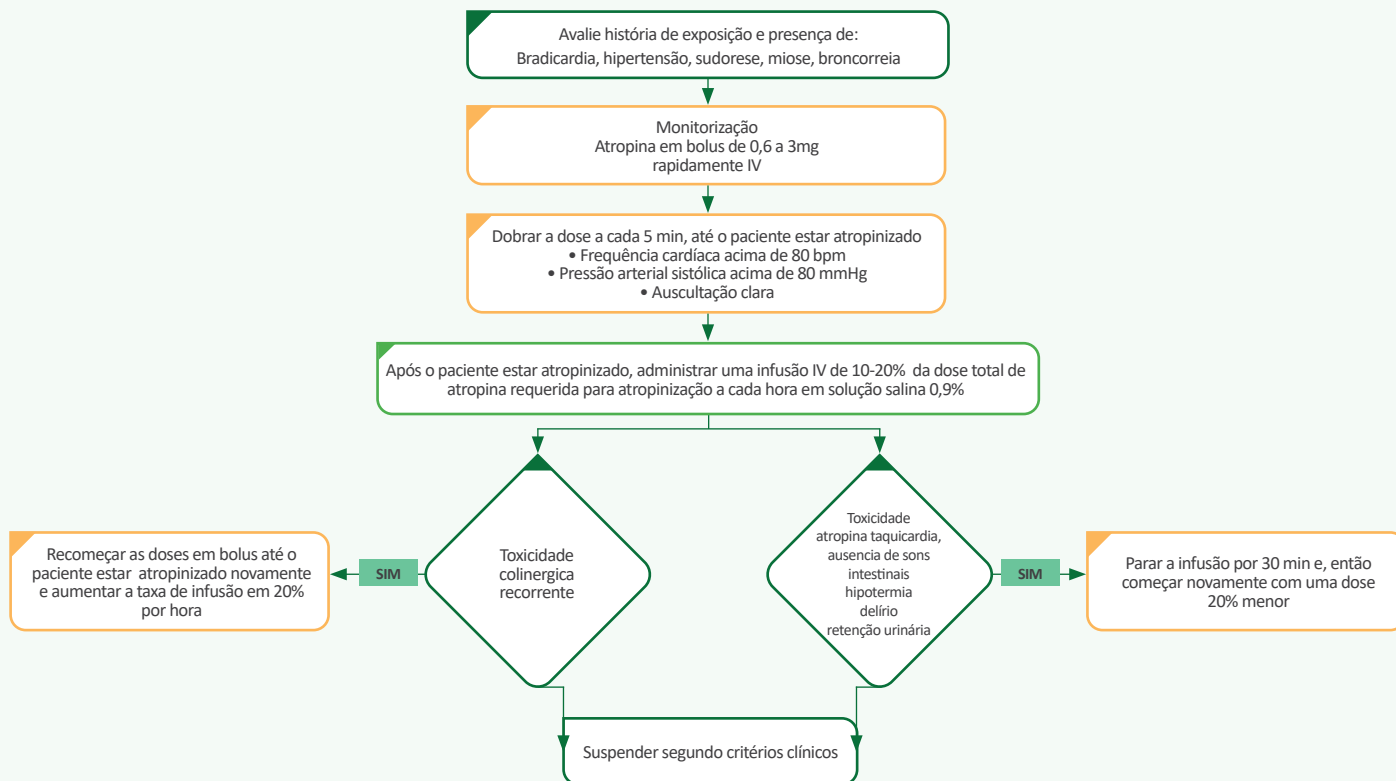 Avalie história de exposição e presença de:
Bradicardia, hipertensão, sudorese, miose, broncorreia
Monitorização
Atropina em bolus de 0,6 a 3mg
rapidamente IV
Dobrar a dose a cada 5 min, até o paciente estar atropinizado
• Frequência cardíaca acima de 80 bpm
• Pressão arterial sistólica acima de 80 mmHg
• Auscultação clara
Após o paciente estar atropinizado, administrar uma infusão IV de 10-20% da dose total de
atropina requerida para atropinização a cada hora em solução salina 0,9%
Recomeçar as doses em bolus até o
paciente estar atropinizado novamente
e aumentar a taxa de infusão em 20%
por hora
SIM
Toxicidade
colinergica
recorrente
Toxicidade
atropina taquicardia,
ausencia de sons
intestinais
hipotermia
delírio
retenção urinária
SIM
Parar a infusão por 30 min e, então
começar novamente com uma dose
20% menor
Suspender segundo critérios clínicos